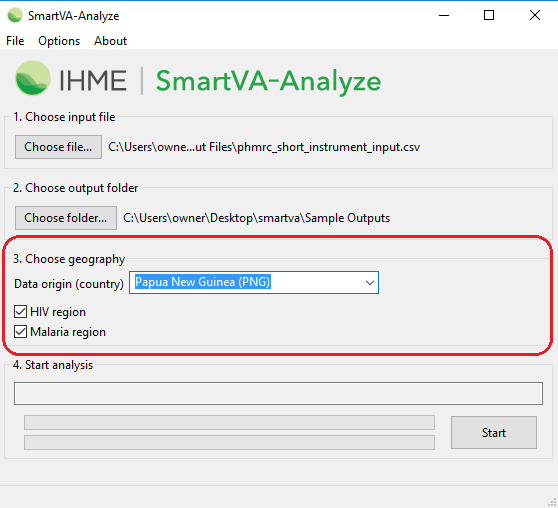 SmartVA-Analyze
File Options About
IHME | SmartVA-Analyze
1. Choose input file
Choose file... C:\Users\owne...ut Files\phmrc_short_instrument_input.csv
2. Choose output folder
Choose folder... C:\Users\owner\Desktop\smartva\Sample Outputs
3. Choose geography
Data origin (country) Papua New Guinea (PNG)
HIV region
Malaria region
4. Start analysis
Start